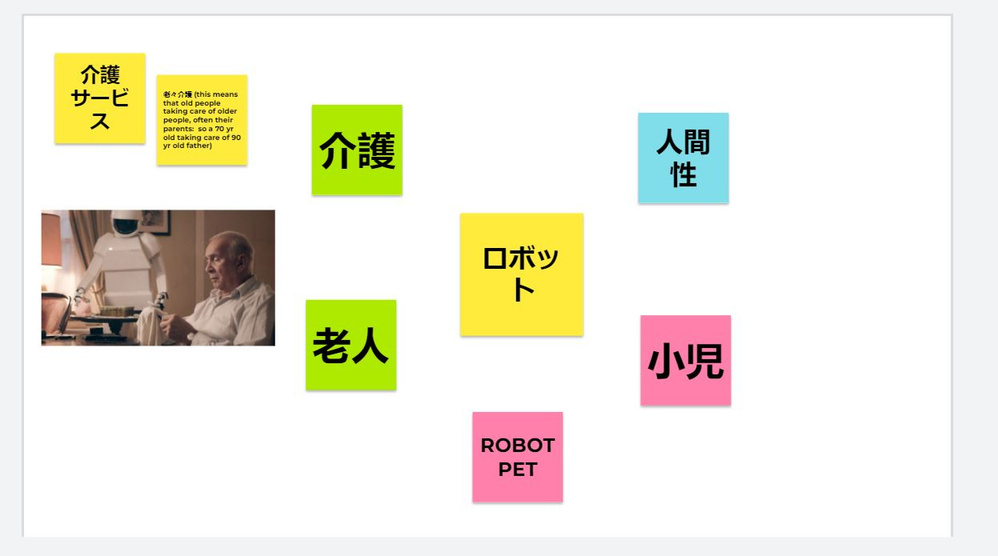 介護
サービ
ス
老々介護 (this means
that old people
taking care of older
people, often their
parents:  so a 70 yr
old taking care of 90
yr old father)
介護
人間
性
ロボッ
ト
老人
小児
ROBOT
PET